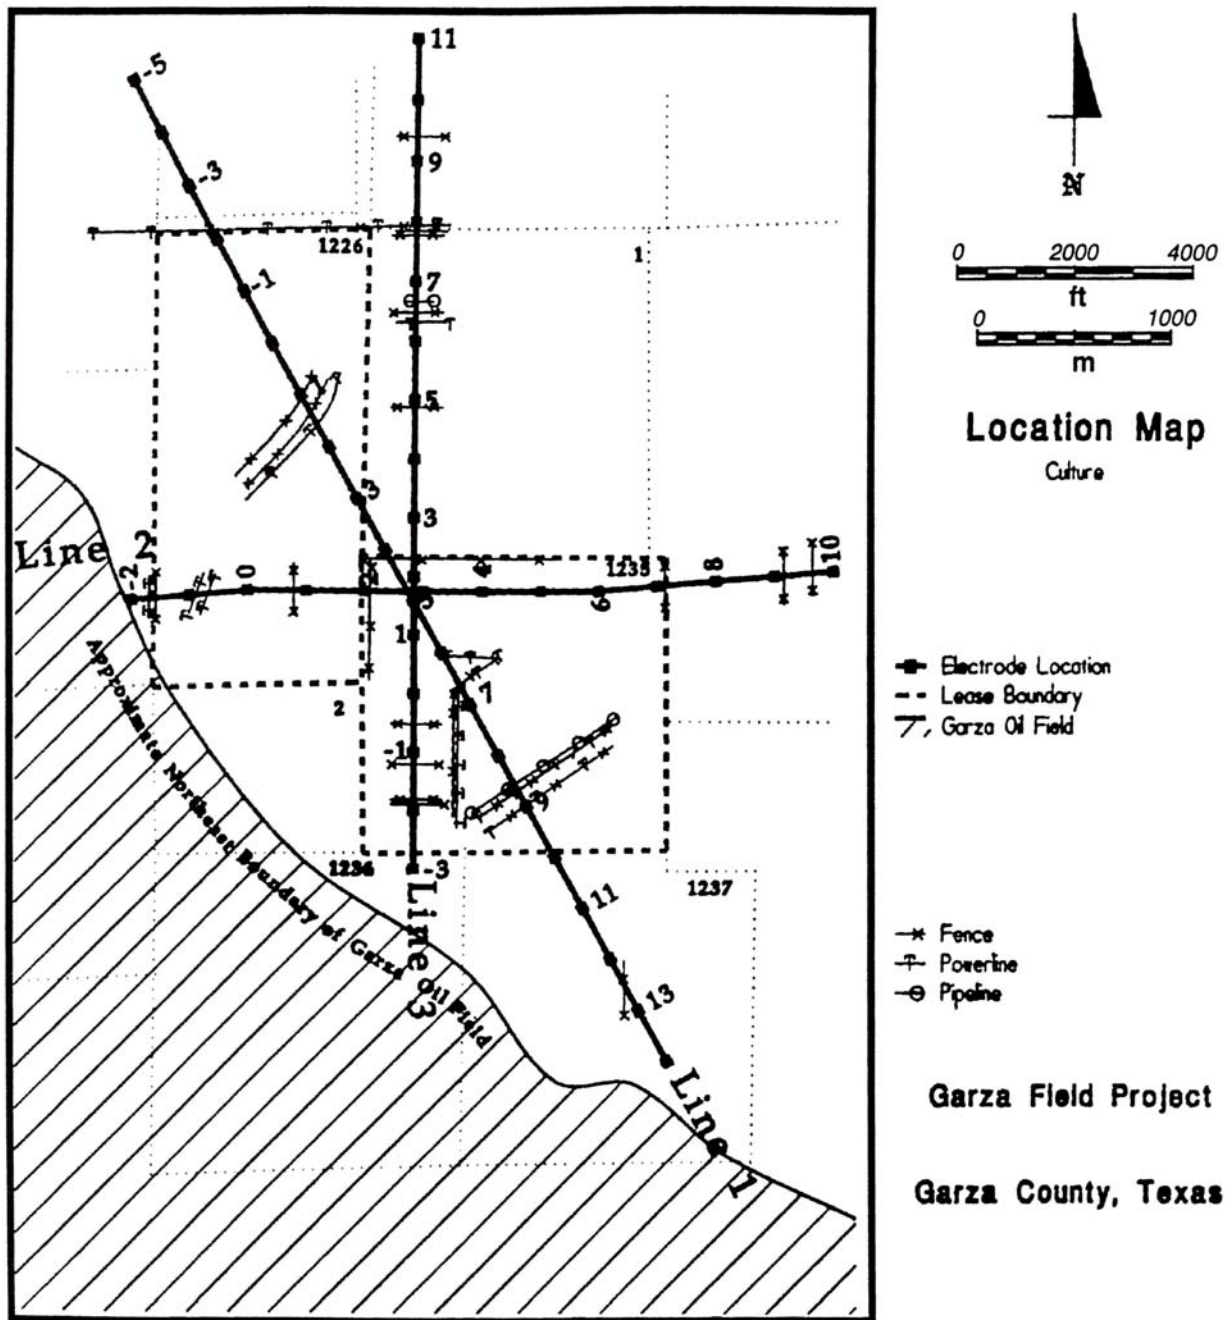 11
-5
9
-3
1226
1
-1
7
5
3
3
Line 2
-2
0
2
4
1235
6
8
10
5
1
7
2
-1
9
1236
-3
1237
11
Line 3
13
Line 1
Approximate Northeast Boundary of Garza Oil Field
N
0 2000 4000
ft
0 1000
m
Location Map
Culture
Electrode Location
Lease Boundary
Garza Oil Field
Fence
Powerline
Pipeline
Garza Field Project
Garza County, Texas